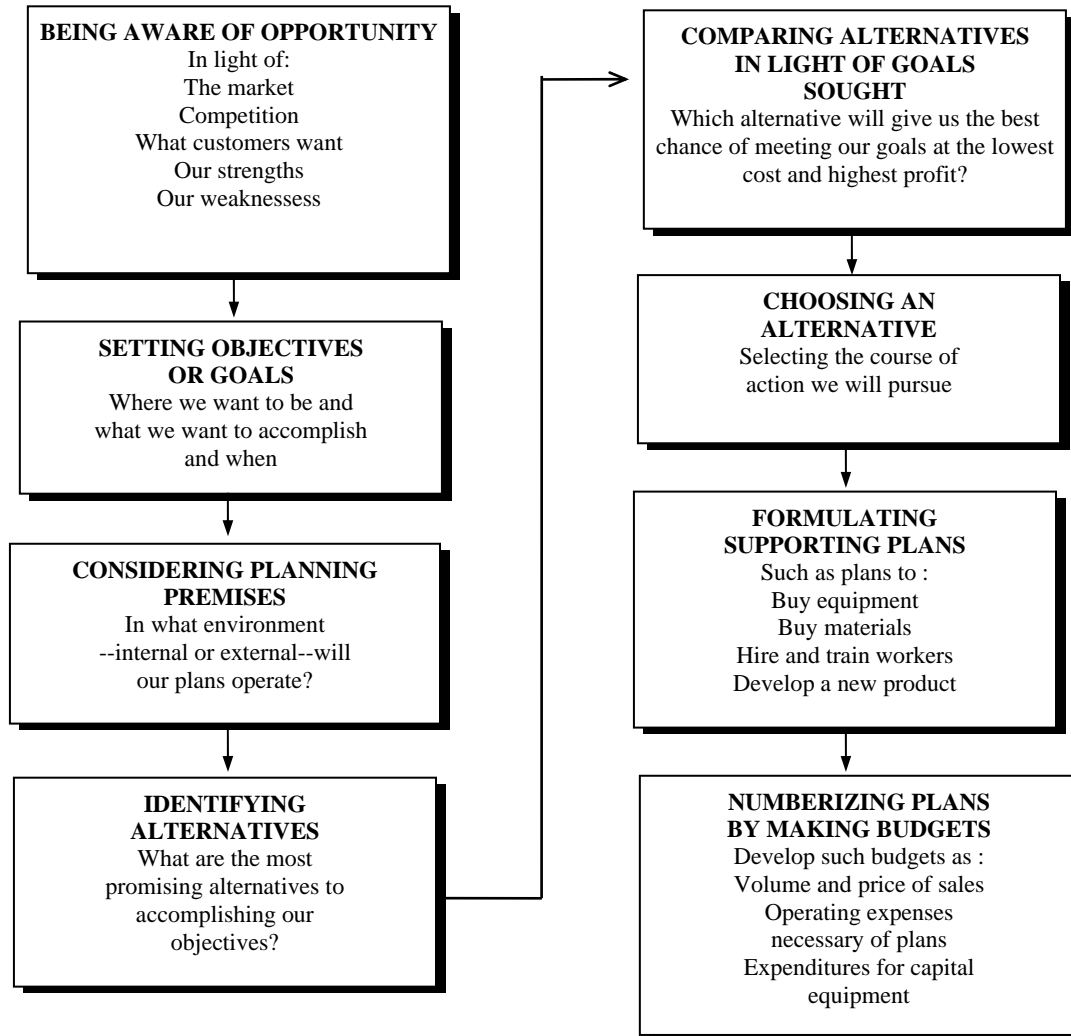 BEING AWARE OF OPPORTUNITY
In light of:
The market
Competition
What customers want
Our strengths
Our weaknessess
SETTING OBJECTIVES
OR GOALS
Where we want to be and
what we want to accomplish
and when
CONSIDERING PLANNING
PREMISES
In what environment
--internal or external--will
our plans operate?
IDENTIFYING
ALTERNATIVES
What are the most
promising alternatives to
accomplishing our
objectives?
COMPARING ALTERNATIVES
IN LIGHT OF GOALS
SOUGHT
Which alternative will give us the best
chance of meeting our goals at the lowest
cost and highest profit?
CHOOSING AN
ALTERNATIVE
Selecting the course of
action we will pursue
FORMULATING
SUPPORTING PLANS
Such as plans to :
Buy equipment
Buy materials
Hire and train workers
Develop a new product
NUMBERIZING PLANS
BY MAKING BUDGETS
Develop such budgets as :
Volume and price of sales
Operating expenses
necessary of plans
Expenditures for capital
equipment